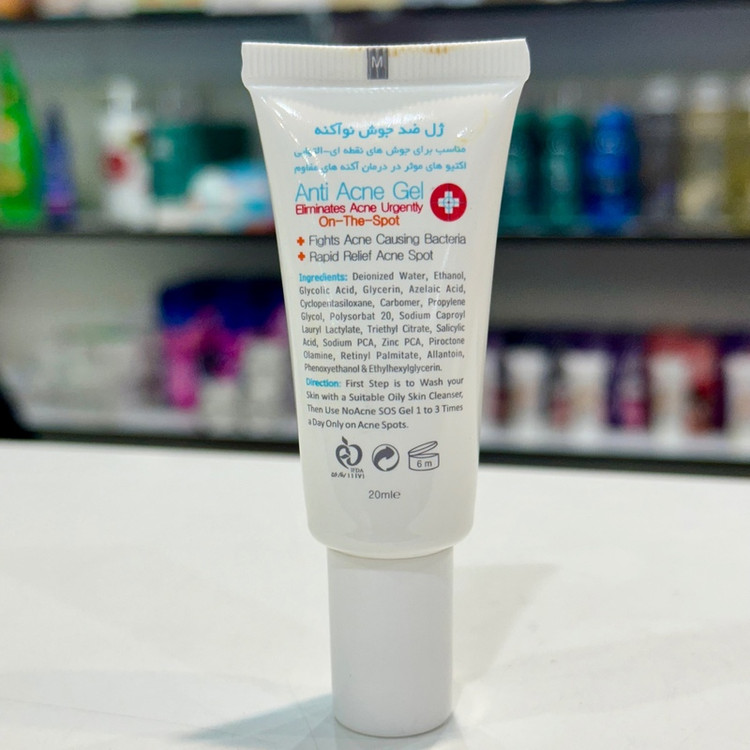 M
ژل ضد جوش نوآکنه
مناسب برای جوش های نقطه ای-التهابی
اکتیو های موثر در درمان آکنه های مقاوم
Anti Acne Gel
Eliminates Acne Urgently
On-The-Spot
Fights Acne Causing Bacteria
Rapid Relief Acne Spot
Ingredients: Deionized Water, Ethanol,
Glycolic Acid, Glycerin, Azelaic Acid,
Cyclopentasiloxane, Carbomer, Propylene
Glycol, Polysorbat 20, Sodium Caproyl
Lauryl Lactylate, Triethyl Citrate, Salicylic
Acid, Sodium PCA, Zinc PCA, Piroctone
Olamine, Retinyl Palmitate, Allantoin,
Phenoxyethanol & Ethylhexylglycerin.
Direction: First Step is to Wash your
Skin with a Suitable Oily Skin Cleanser,
Then Use NoAcne SOS Gel 1 to 3 Times
a Day Only on Acne Spots.
IFDA
6 m
20mle